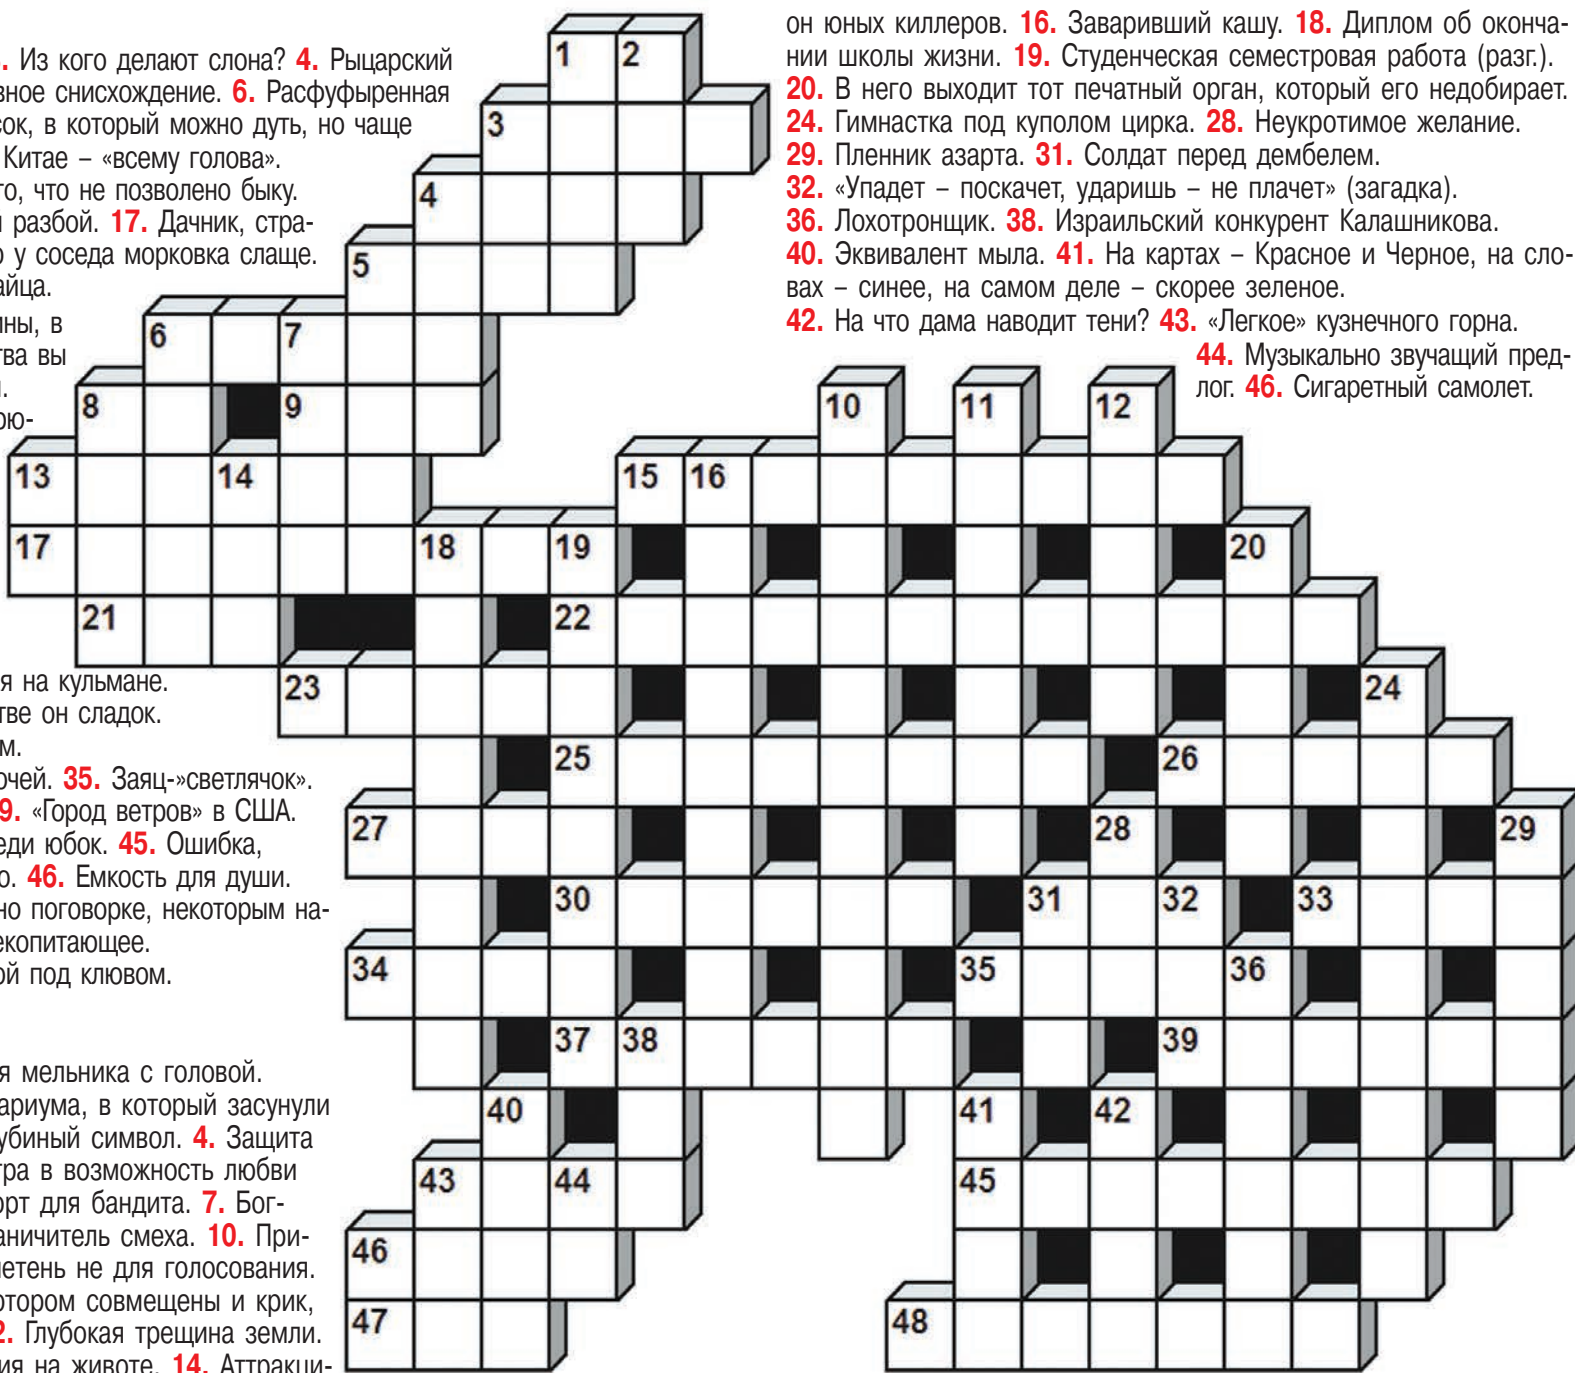 . Из кого делают слона? 4. Рыцарский
вное снисхождение. 6. Расфуфыренная
сок, в который можно дуть, но чаще
Китае – «всему голова».
го, что не позволено быку.
и разбой. 17. Дачник, стра-
о у соседа морковка слаще.
айца.
ины, в
тва вы
и.
рю-
я на кульмане.
тве он сладок.
м.
очей. 35. Заяц-»светлячок».
9. «Город ветров» в США.
еди юбок. 45. Ошибка,
о. 46. Емкость для души.
но поговорке, некоторым на-
екопитающее.
ой под клювом.
я мельника с головой.
ариума, в который засунули
убиный символ. 4. Защита
тра в возможность любви
орт для бандита. 7. Бог-
аничитель смеха. 10. При-
летень не для голосования.
отором совмещены и крик,
2. Глубокая трещина земли.
ия на животе. 14. Аттракци-
он юных киллеров. 16. Заваривший кашу. 18. Диплом об оконча-
нии школы жизни. 19. Студенческая семестровая работа (разг.).
20. В него выходит тот печатный орган, который его недобирает.
24. Гимнастка под куполом цирка. 28. Неукротимое желание.
29. Пленник азарта. 31. Солдат перед дембелем.
32. «Упадет – поскачет, ударишь – не плачет» (загадка).
36. Лохотронщик. 38. Израильский конкурент Калашникова.
40. Эквивалент мыла. 41. На картах – Красное и Черное, на сло-
вах – синее, на самом деле – скорее зеленое.
42. На что дама наводит тени? 43. «Легкое» кузнечного горна.
44. Музыкально звучащий пред-
лог. 46. Сигаретный самолет.
1 2
3
4
5
6 7
8 9 10 11 12
13 14 15 16
17 18 19 20
21 22
23 24
25 26
27 28 29
30 31 32 33
34 35 36
37 38 39
40 41 42
43 44 45
46
47 48